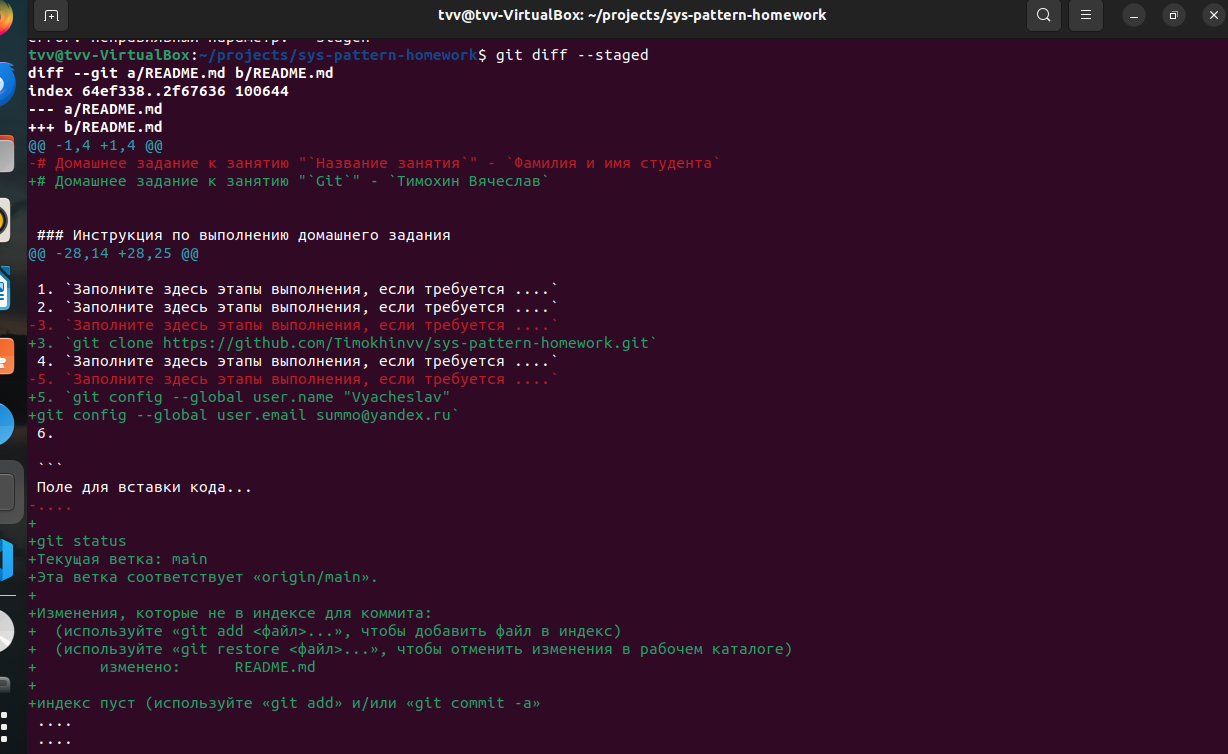 tvv@tvv-VirtualBox: ~/projects/sys-pattern-homework
tvv@tvv-VirtualBox:~/projects/sys-pattern-homework$ git diff --staged
diff --git a/README.md b/README.md
index 64ef338..2f67636 100644
--- a/README.md
+++ b/README.md
@@ -1,4 +1,4 @@
-# Домашнее задание к занятию "`Название занятия`" - `Фамилия и имя студента`
+# Домашнее задание к занятию "`Git`" - `Тимохин Вячеслав`
 ### Инструкция по выполнению домашнего задания
@@ -28,14 +28,25 @@
 1. `Заполните здесь этапы выполнения, если требуется ....`
 2. `Заполните здесь этапы выполнения, если требуется ....`
-3. `Заполните здесь этапы выполнения, если требуется ....`
+3. `git clone https://github.com/Timokhinvv/sys-pattern-homework.git`
 4. `Заполните здесь этапы выполнения, если требуется ....`
-5. `Заполните здесь этапы выполнения, если требуется ....`
+5. `git config --global user.name "Vyacheslav"
+git config --global user.email summo@yandex.ru`
 6.
 ```
 Поле для вставки кода...
-....
+
+git status
+Текущая ветка: main
+Эта ветка соответствует «origin/main».
+
+Изменения, которые не в индексе для коммита:
+  (используйте «git add <файл>...», чтобы добавить файл в индекс)
+  (используйте «git restore <файл>...», чтобы отменить изменения в рабочем каталоге)
+       изменено:      README.md
+
+индекс пуст (используйте «git add» и/или «git commit -a»
 ....
 ....